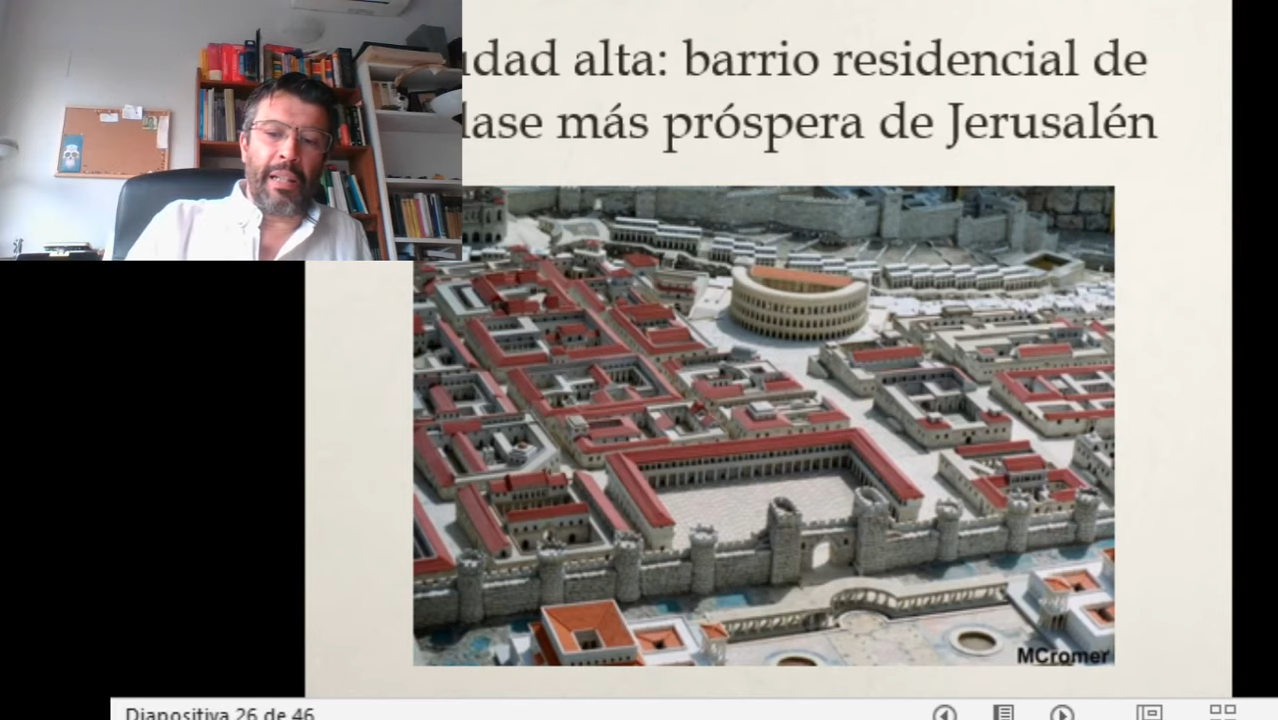 udad alta: barrio residencial de
lase más próspera de Jerusalén
MCromer
Diapositiva 26 de 46